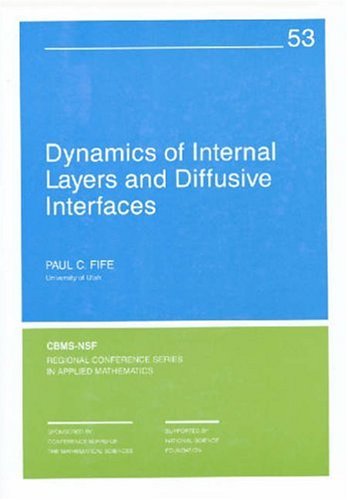 53
Dynamics of Internal
Layers and Diffusive
Interfaces
PAUL C. FIFE
University of Utah
CBMS-NSF
REGIONAL CONFERENCE SERIES
IN APPLIED MATHEMATICS
SPONSORED BY
CONFERENCE BOARD OF
THE MATHEMATICAL SCIENCES
SUPPORTED BY
NATIONAL SCIENCE
FOUNDATION